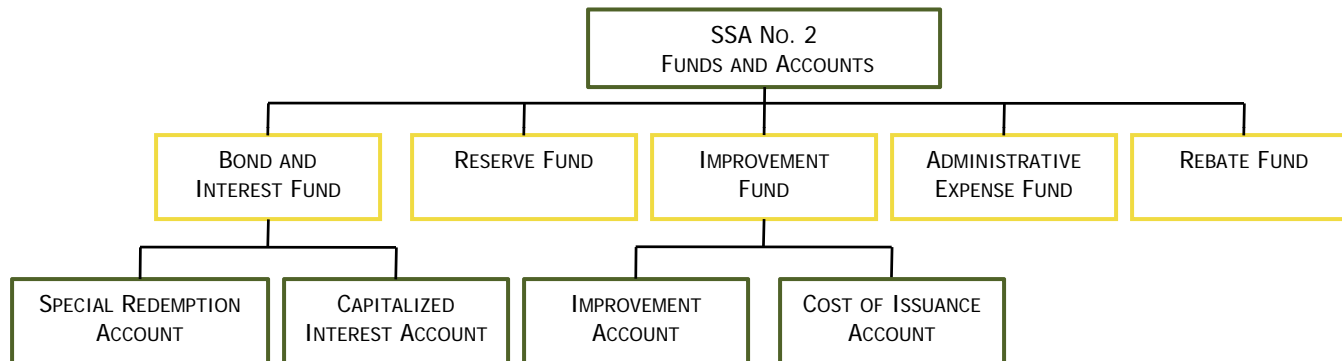 SSA No. 2
Funds and Accounts
Bond and
Interest Fund
Reserve Fund
Improvement
Fund
Administrative
Expense Fund
Rebate Fund
Special Redemption
Account
Capitalized
Interest Account
Improvement
Account
Cost of Issuance
Account